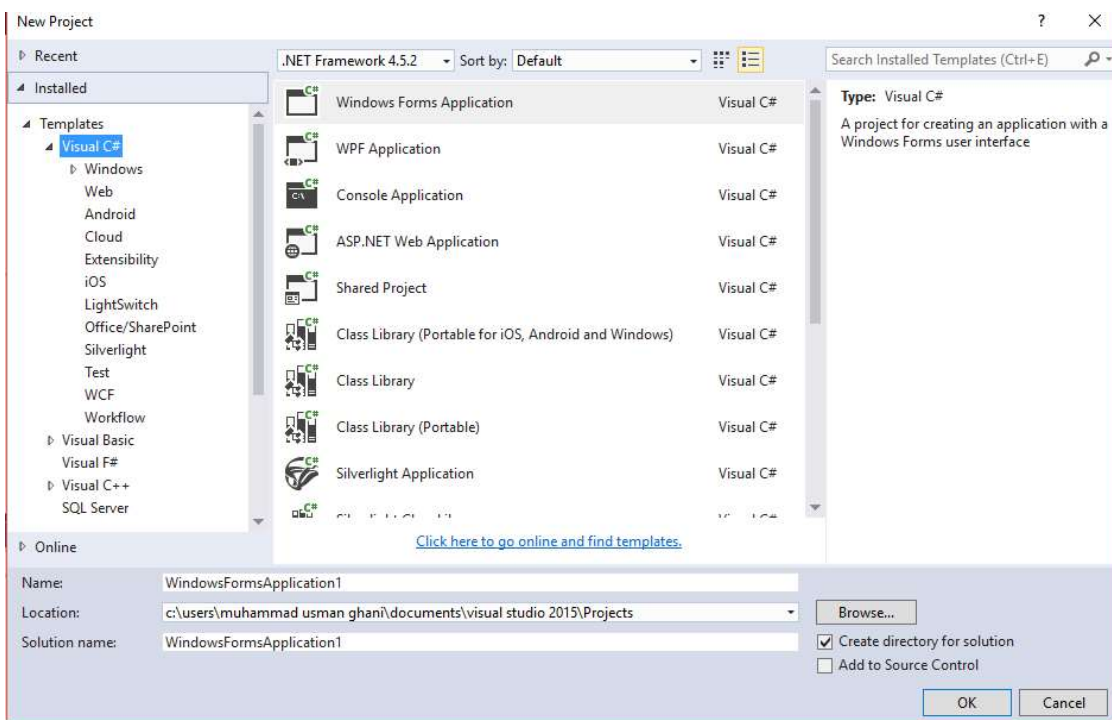 New Project
?
Recent
.NET Framework 4.5.2
Sort by: Default
Search Installed Templates (Ctrl+E)
Installed
Templates
Visual C#
Windows
Web
Android
Cloud
Extensibility
iOS
LightSwitch
Office/SharePoint
Silverlight
Test
WCF
Workflow
Visual Basic
Visual F#
Visual C++
SQL Server
Online
C# Windows Forms Application Visual C#
C# WPF Application Visual C#
C# C:\ Console Application Visual C#
C# ASP.NET Web Application Visual C#
C# Shared Project Visual C#
C# Class Library (Portable for iOS, Android and Windows) Visual C#
C# Class Library Visual C#
C# Class Library (Portable) Visual C#
C# Silverlight Application Visual C#
C#
Click here to go online and find templates.
Type: Visual C#
A project for creating an application with a
Windows Forms user interface
Name: WindowsFormsApplication1
Location: c:\users\muhammad usman ghani\documents\visual studio 2015\Projects
Browse...
Solution name: WindowsFormsApplication1
Create directory for solution
Add to Source Control
OK
Cancel